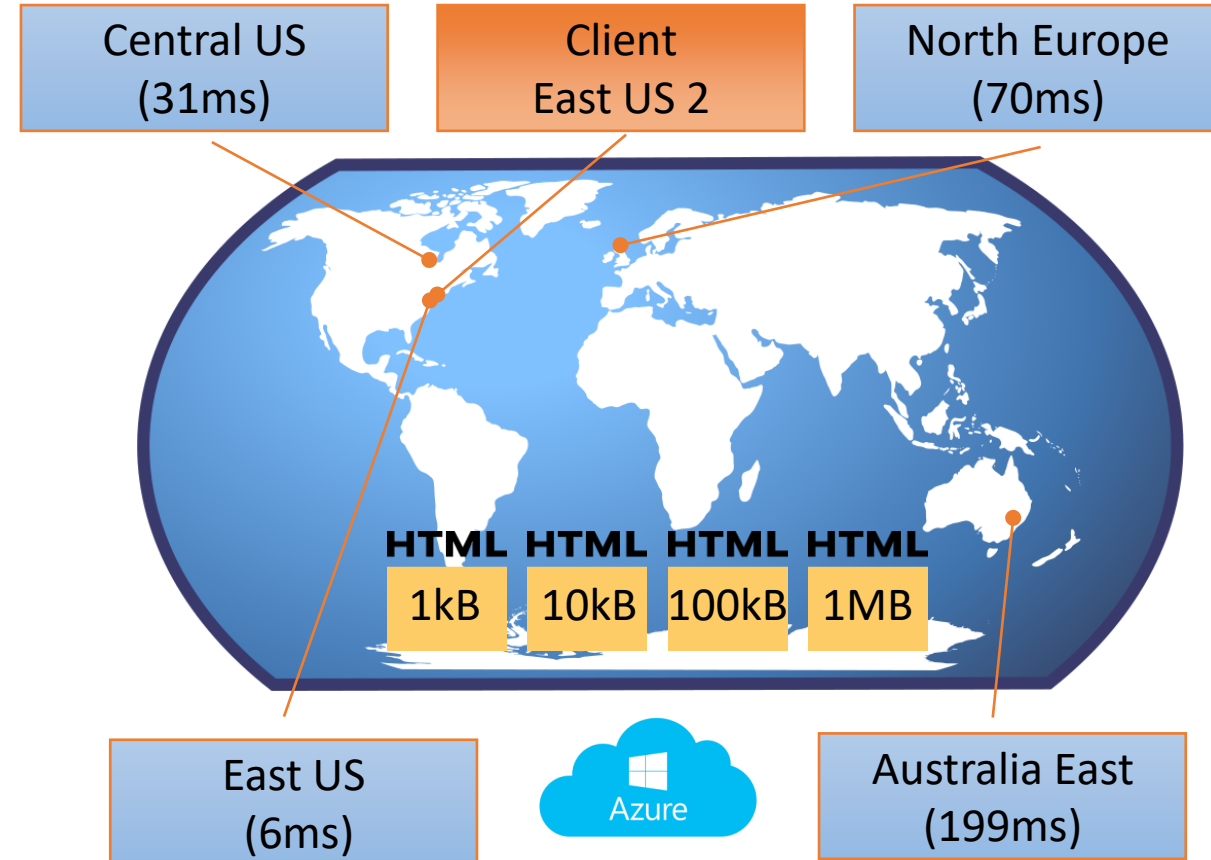 Central US
(31ms)
Client
East US 2
North Europe
(70ms)
HTML HTML HTML HTML
1kB 10kB 100kB 1MB
East US
(6ms)
Azure
Australia East
(199ms)